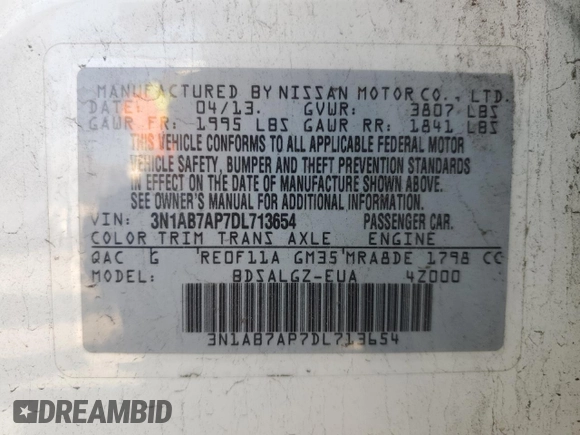 MANUFACTURED BY NISSAN MOTOR CO., LTD.
DATE: 04/13. GVWR: 3807 LBS
GAWR FR: 1995 LBS GAWR RR: 1841 LBS
THIS VEHICLE CONFORMS TO ALL APPLICABLE FEDERAL MOTOR
VEHICLE SAFETY, BUMPER AND THEFT PREVENTION STANDARDS
IN EFFECT ON THE DATE OF MANUFACTURE SHOWN ABOVE.
SEE OWNER'S MANUAL FOR ADDITIONAL INFORMATION.
VIN: 3N1AB7AP7DL713654 PASSENGER CAR.
COLOR TRIM TRANS AXLE ENGINE
QAC G RE0F11A GM35 MRA8DE 1798 CC
MODEL: BDSALGZ-EUA 4Z000
3N1AB7AP7DL713654
DREAMBID